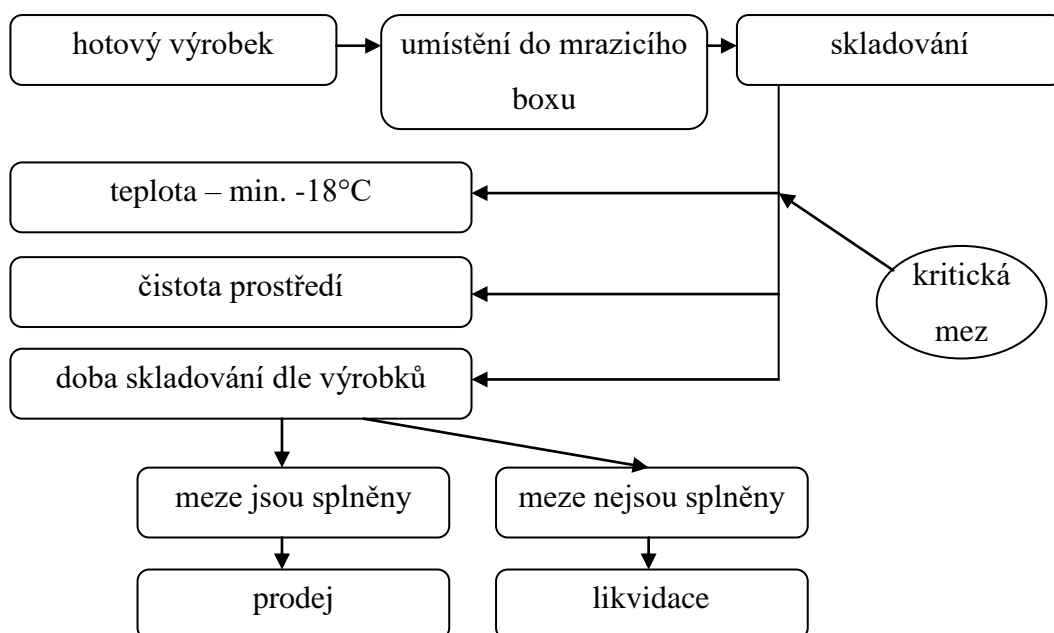 hotový výrobek
umístění do mrazicího
boxu
skladování
teplota – min. -18°C
čistota prostředí
kritická
mez
doba skladování dle výrobků
meze jsou splněny
meze nejsou splněny
prodej
likvidace